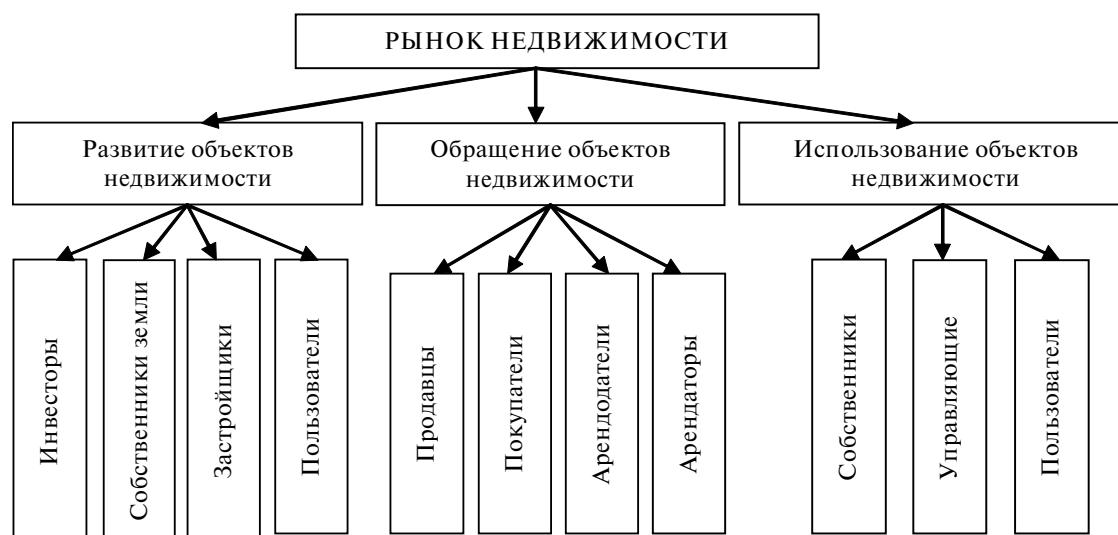 РЫНОК НЕДВИЖИМОСТИ
Развитие объектов
недвижимости
Обращение объектов
недвижимости
Использование объектов
недвижимости
Инвесторы
Собственники земли
Застройщики
Пользователи
Продавцы
Покупатели
Арендодатели
Арендаторы
Собственники
Управляющие
Пользователи